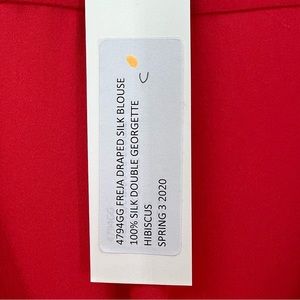 4794GG FREJA DRAPED SILK BLOUSE
100% SILK DOUBLE GEORGETTE
HIBISCUS
SPRING 3 2020